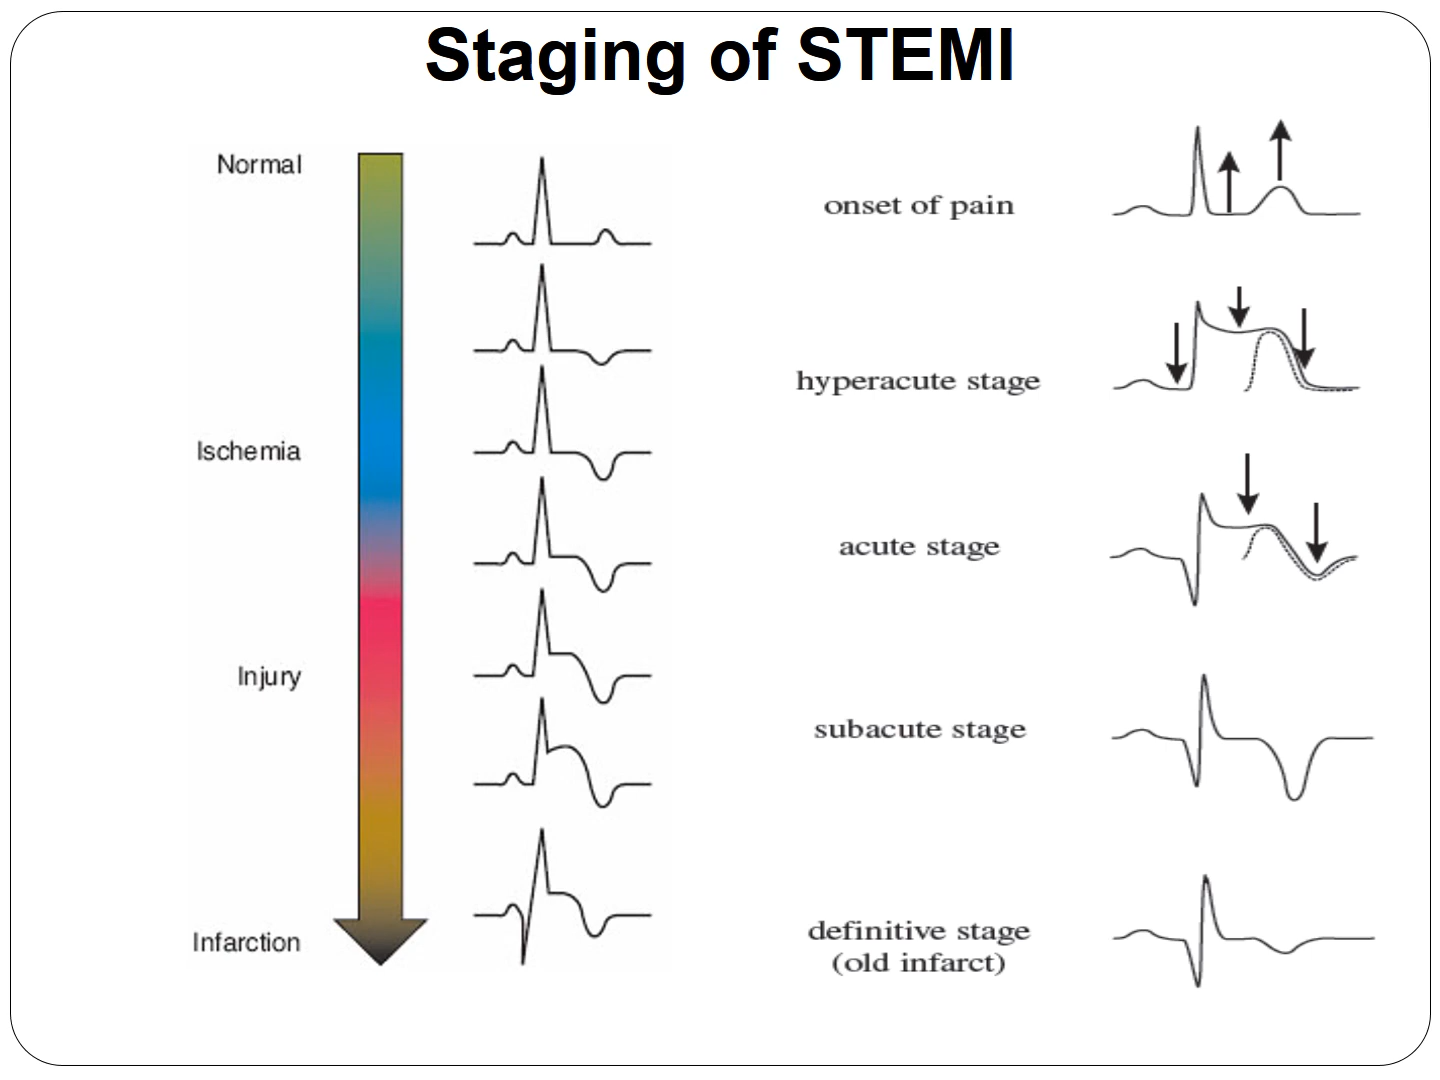 Staging of STEMI
Normal
Ischemia
Injury
Infarction
onset of pain
hyperacute stage
acute stage
subacute stage
definitive stage
(old infarct)